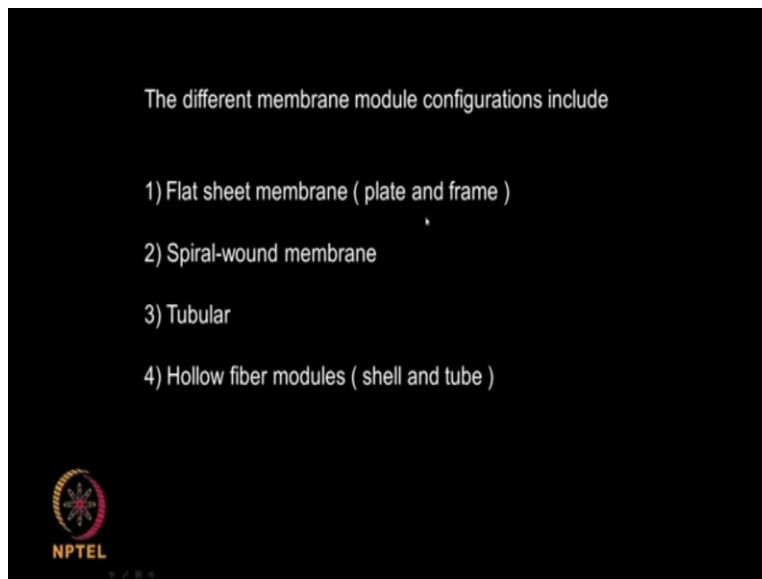 The different membrane module configurations include
1) Flat sheet membrane ( plate and frame )
2) Spiral-wound membrane
3) Tubular
4) Hollow fiber modules ( shell and tube )
NPTEL